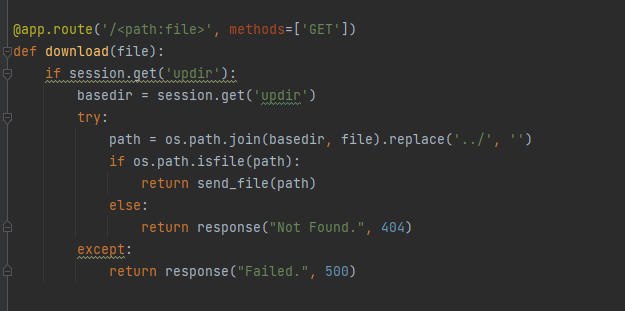 @app.route('/<path:file>', methods=['GET'])
def download(file):
    if session.get('updir'):
        basedir = session.get('updir')
        try:
            path = os.path.join(basedir, file).replace('../', '')
            if os.path.isfile(path):
                return send_file(path)
            else:
                return response("Not Found.", 404)
        except:
            return response("Failed.", 500)